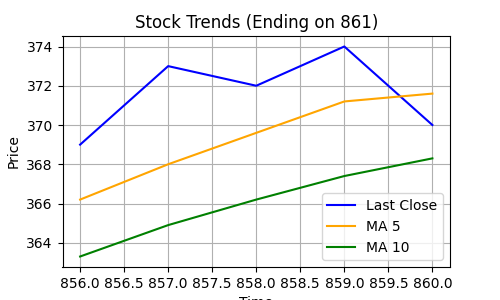 Stock Trends (Ending on 861)
374
372
370
368
366
364
Price
Last Close
MA 5
MA 10
856.0 856.5 857.0 857.5 858.0 858.5 859.0 859.5 860.0
Time